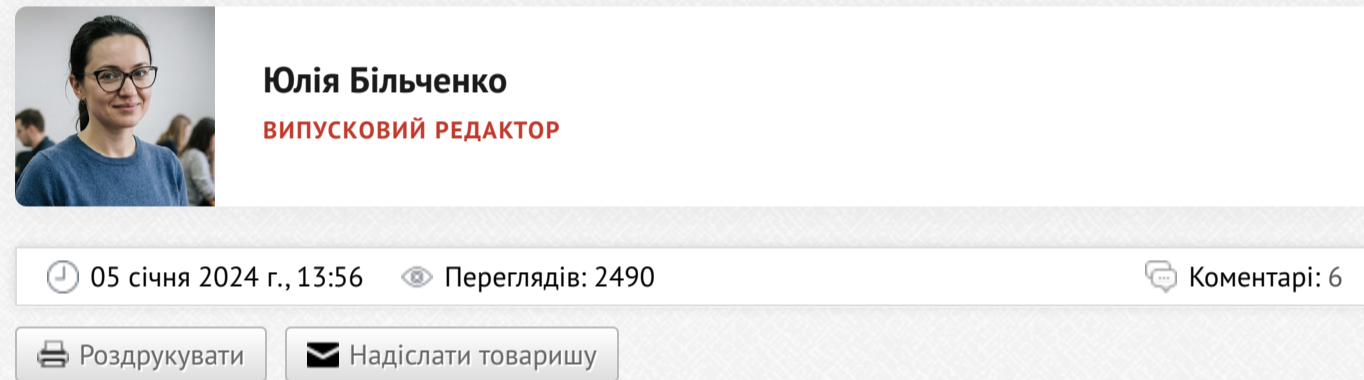 Юлія Більченко
ВИПУСКОВИЙ РЕДАКТОР
05 січня 2024 г., 13:56 Переглядів: 2490 Коментарі: 6
Роздрукувати Надіслати товаришу